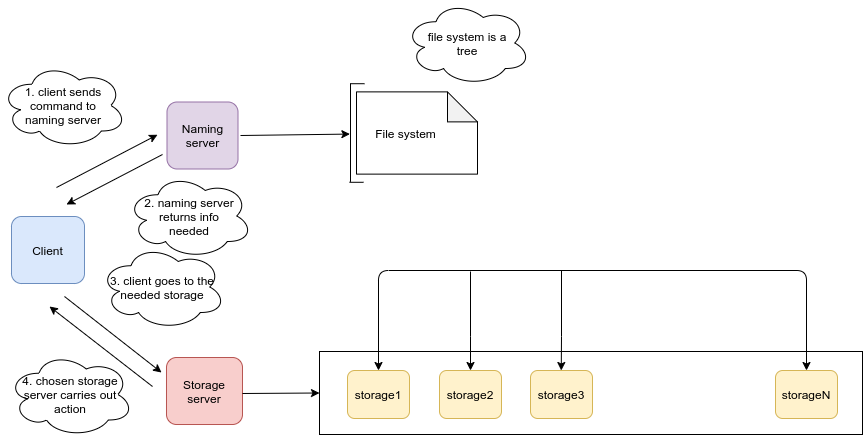 file system is a
tree
1. client sends
command to
naming server
Naming
server
File system
2. naming server
returns info
needed
Client
3. client goes to the
needed storage
4. chosen storage
server carries out
action
Storage
server
storage1
storage2
storage3
storageN